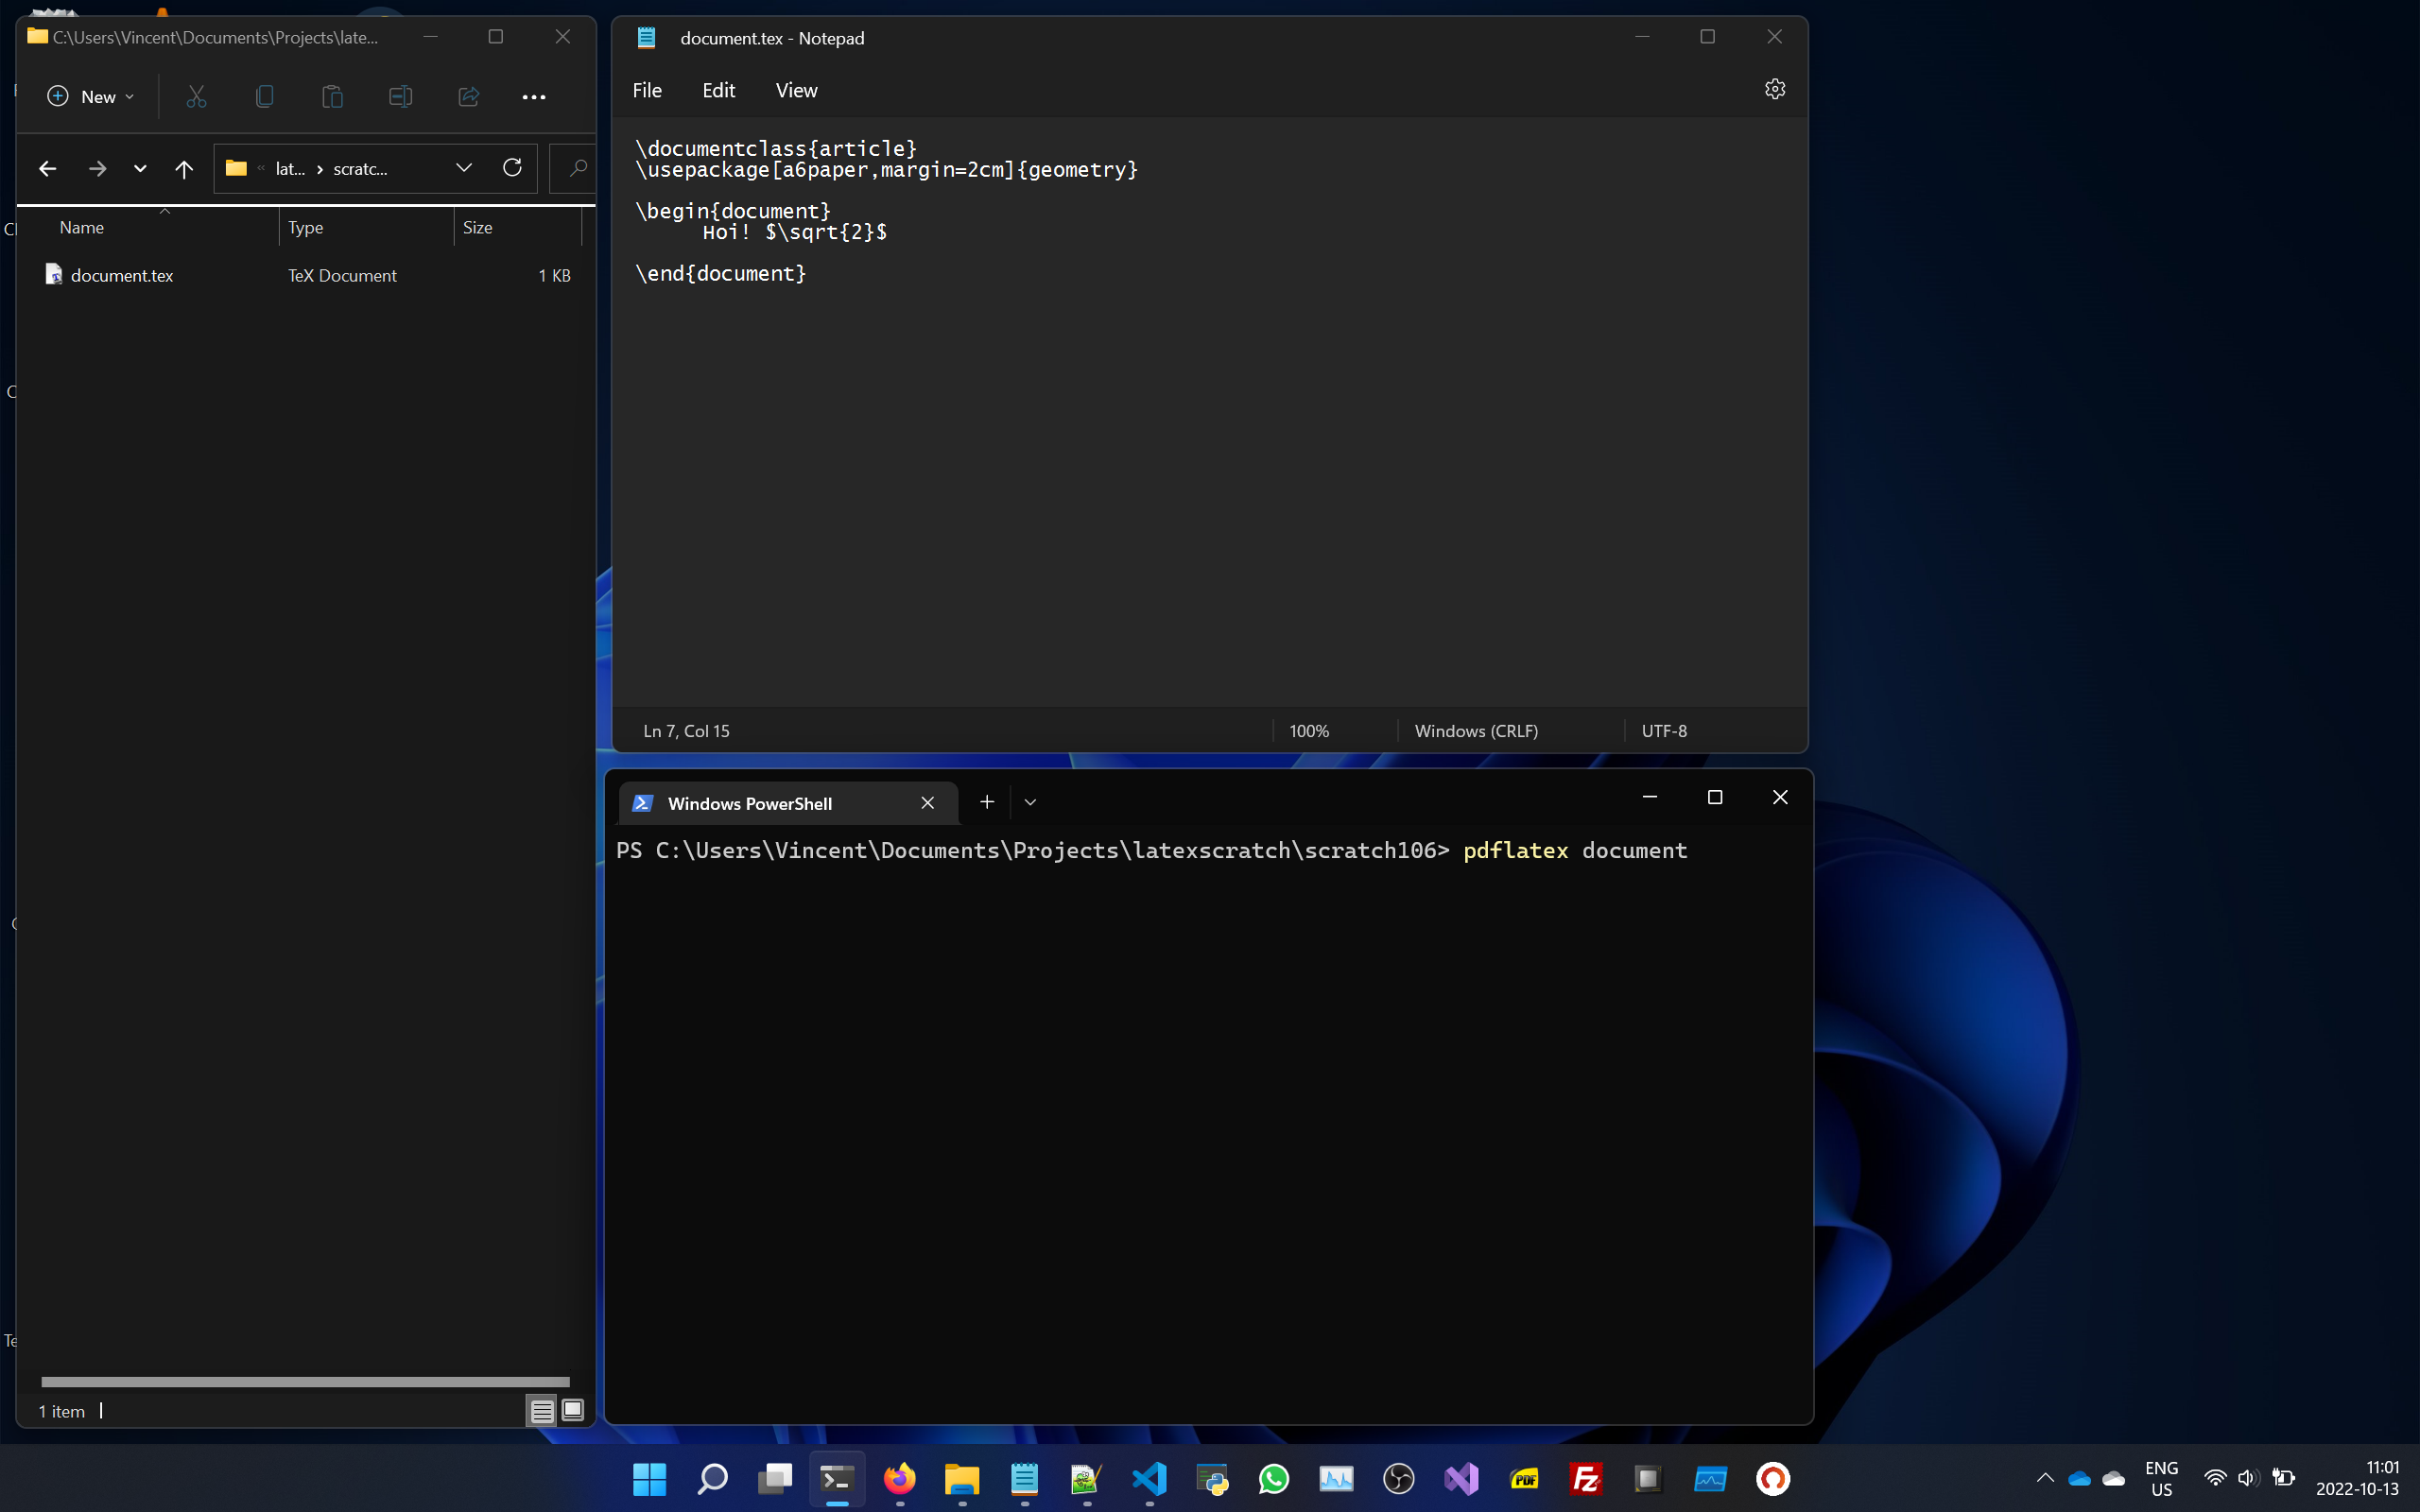 C:\Users\Vincent\Documents\Projects\late...
New
lat... › scratc...
Name Type Size
document.tex TeX Document 1 KB
1 item
document.tex - Notepad
File Edit View
\documentclass{article}
\usepackage[a6paper,margin=2cm]{geometry}
\begin{document}
Hoi! $\sqrt{2}$
\end{document}
Ln 7, Col 15 100% Windows (CRLF) UTF-8
Windows PowerShell
PS C:\Users\Vincent\Documents\Projects\latexscratch\scratch106> pdflatex document
Te
PDF
Fz
ENG
US
11:01
2022-10-13